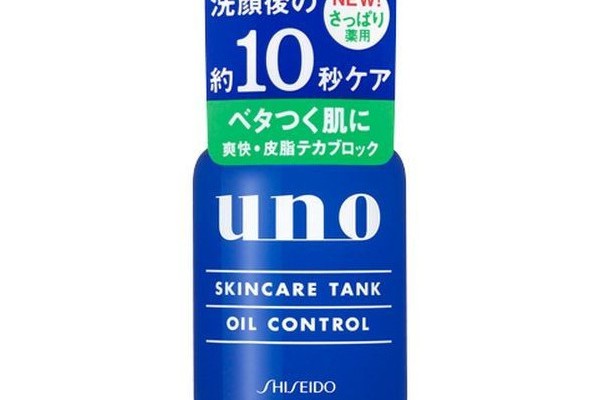 洗顔後の
NEW!
さっぱり
薬用
約10秒ケア
ベタつく肌に
爽快・皮脂テカブロック
uno
SKINCARE TANK
OIL CONTROL
SHISEIDO